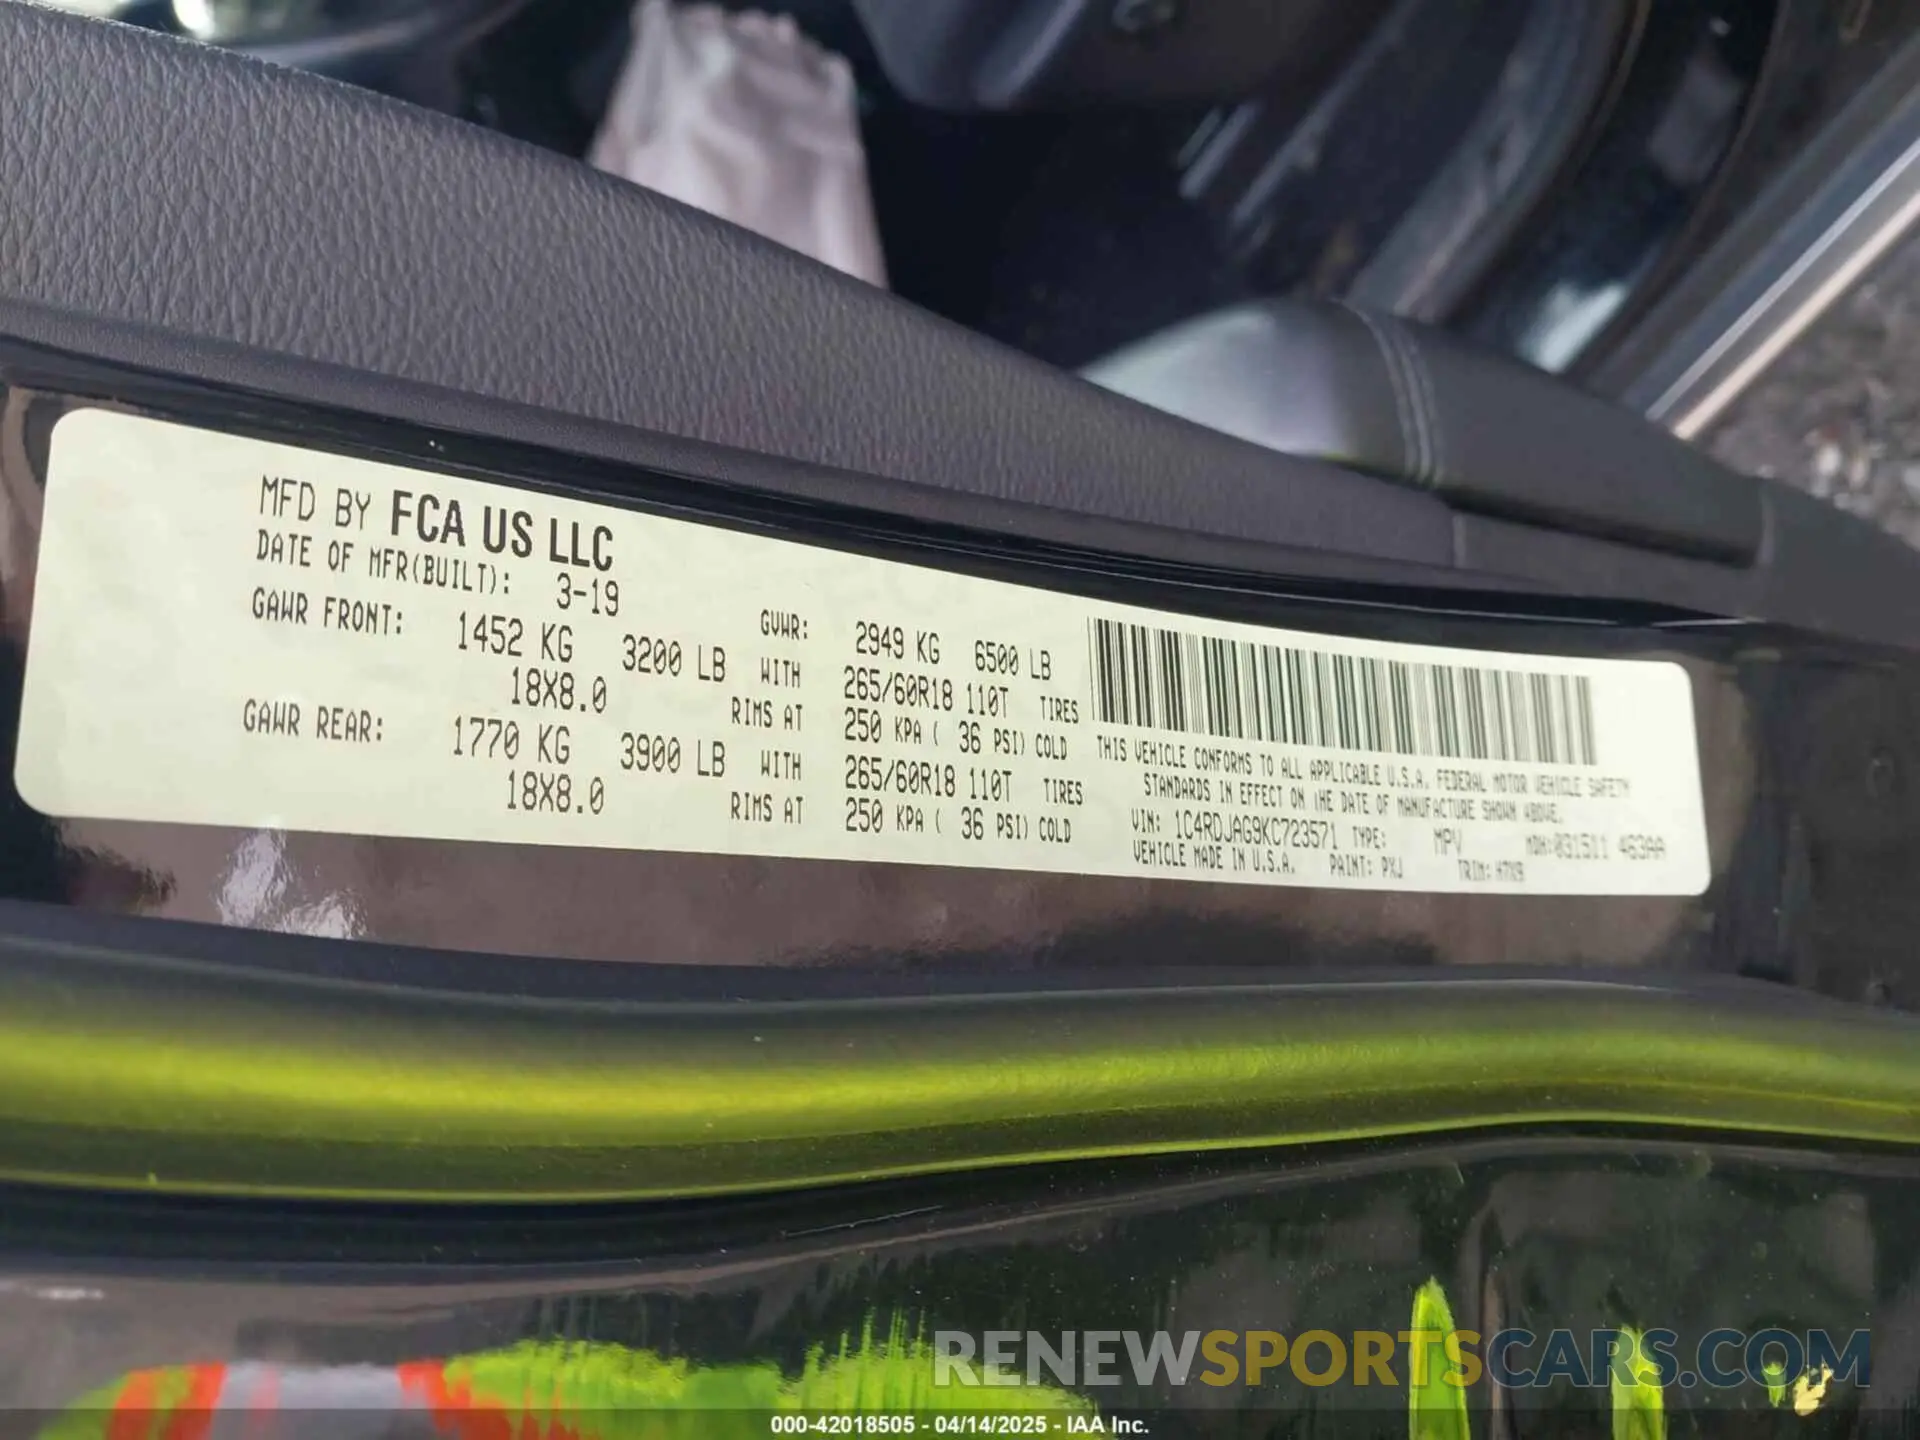 MFD BY FCA US LLC
DATE OF MFR(BUILT): 3-19
GAWR FRONT: 1452 KG 3200 LB
18X8.0
GAWR REAR: 1770 KG 3900 LB
18X8.0
GVWR: 2949 KG 6500 LB
WITH 265/60R18 110T TIRES
RIMS AT 250 KPA ( 36 PSI) COLD
WITH 265/60R18 110T TIRES
RIMS AT 250 KPA ( 36 PSI) COLD
THIS VEHICLE CONFORMS TO ALL APPLICABLE U.S.A. FEDERAL MOTOR VEHICLE SAFETY
STANDARDS IN EFFECT ON THE DATE OF MANUFACTURE SHOWN ABOVE.
VIN: 1C4RDJAG9KC723571 TYPE: MPV MDH:031511 463AA
VEHICLE MADE IN U.S.A. PAINT: PXJ TRIM:
RENEWSPORTSCARS.COM
000-42018505 - 04/14/2025 - IAA Inc.